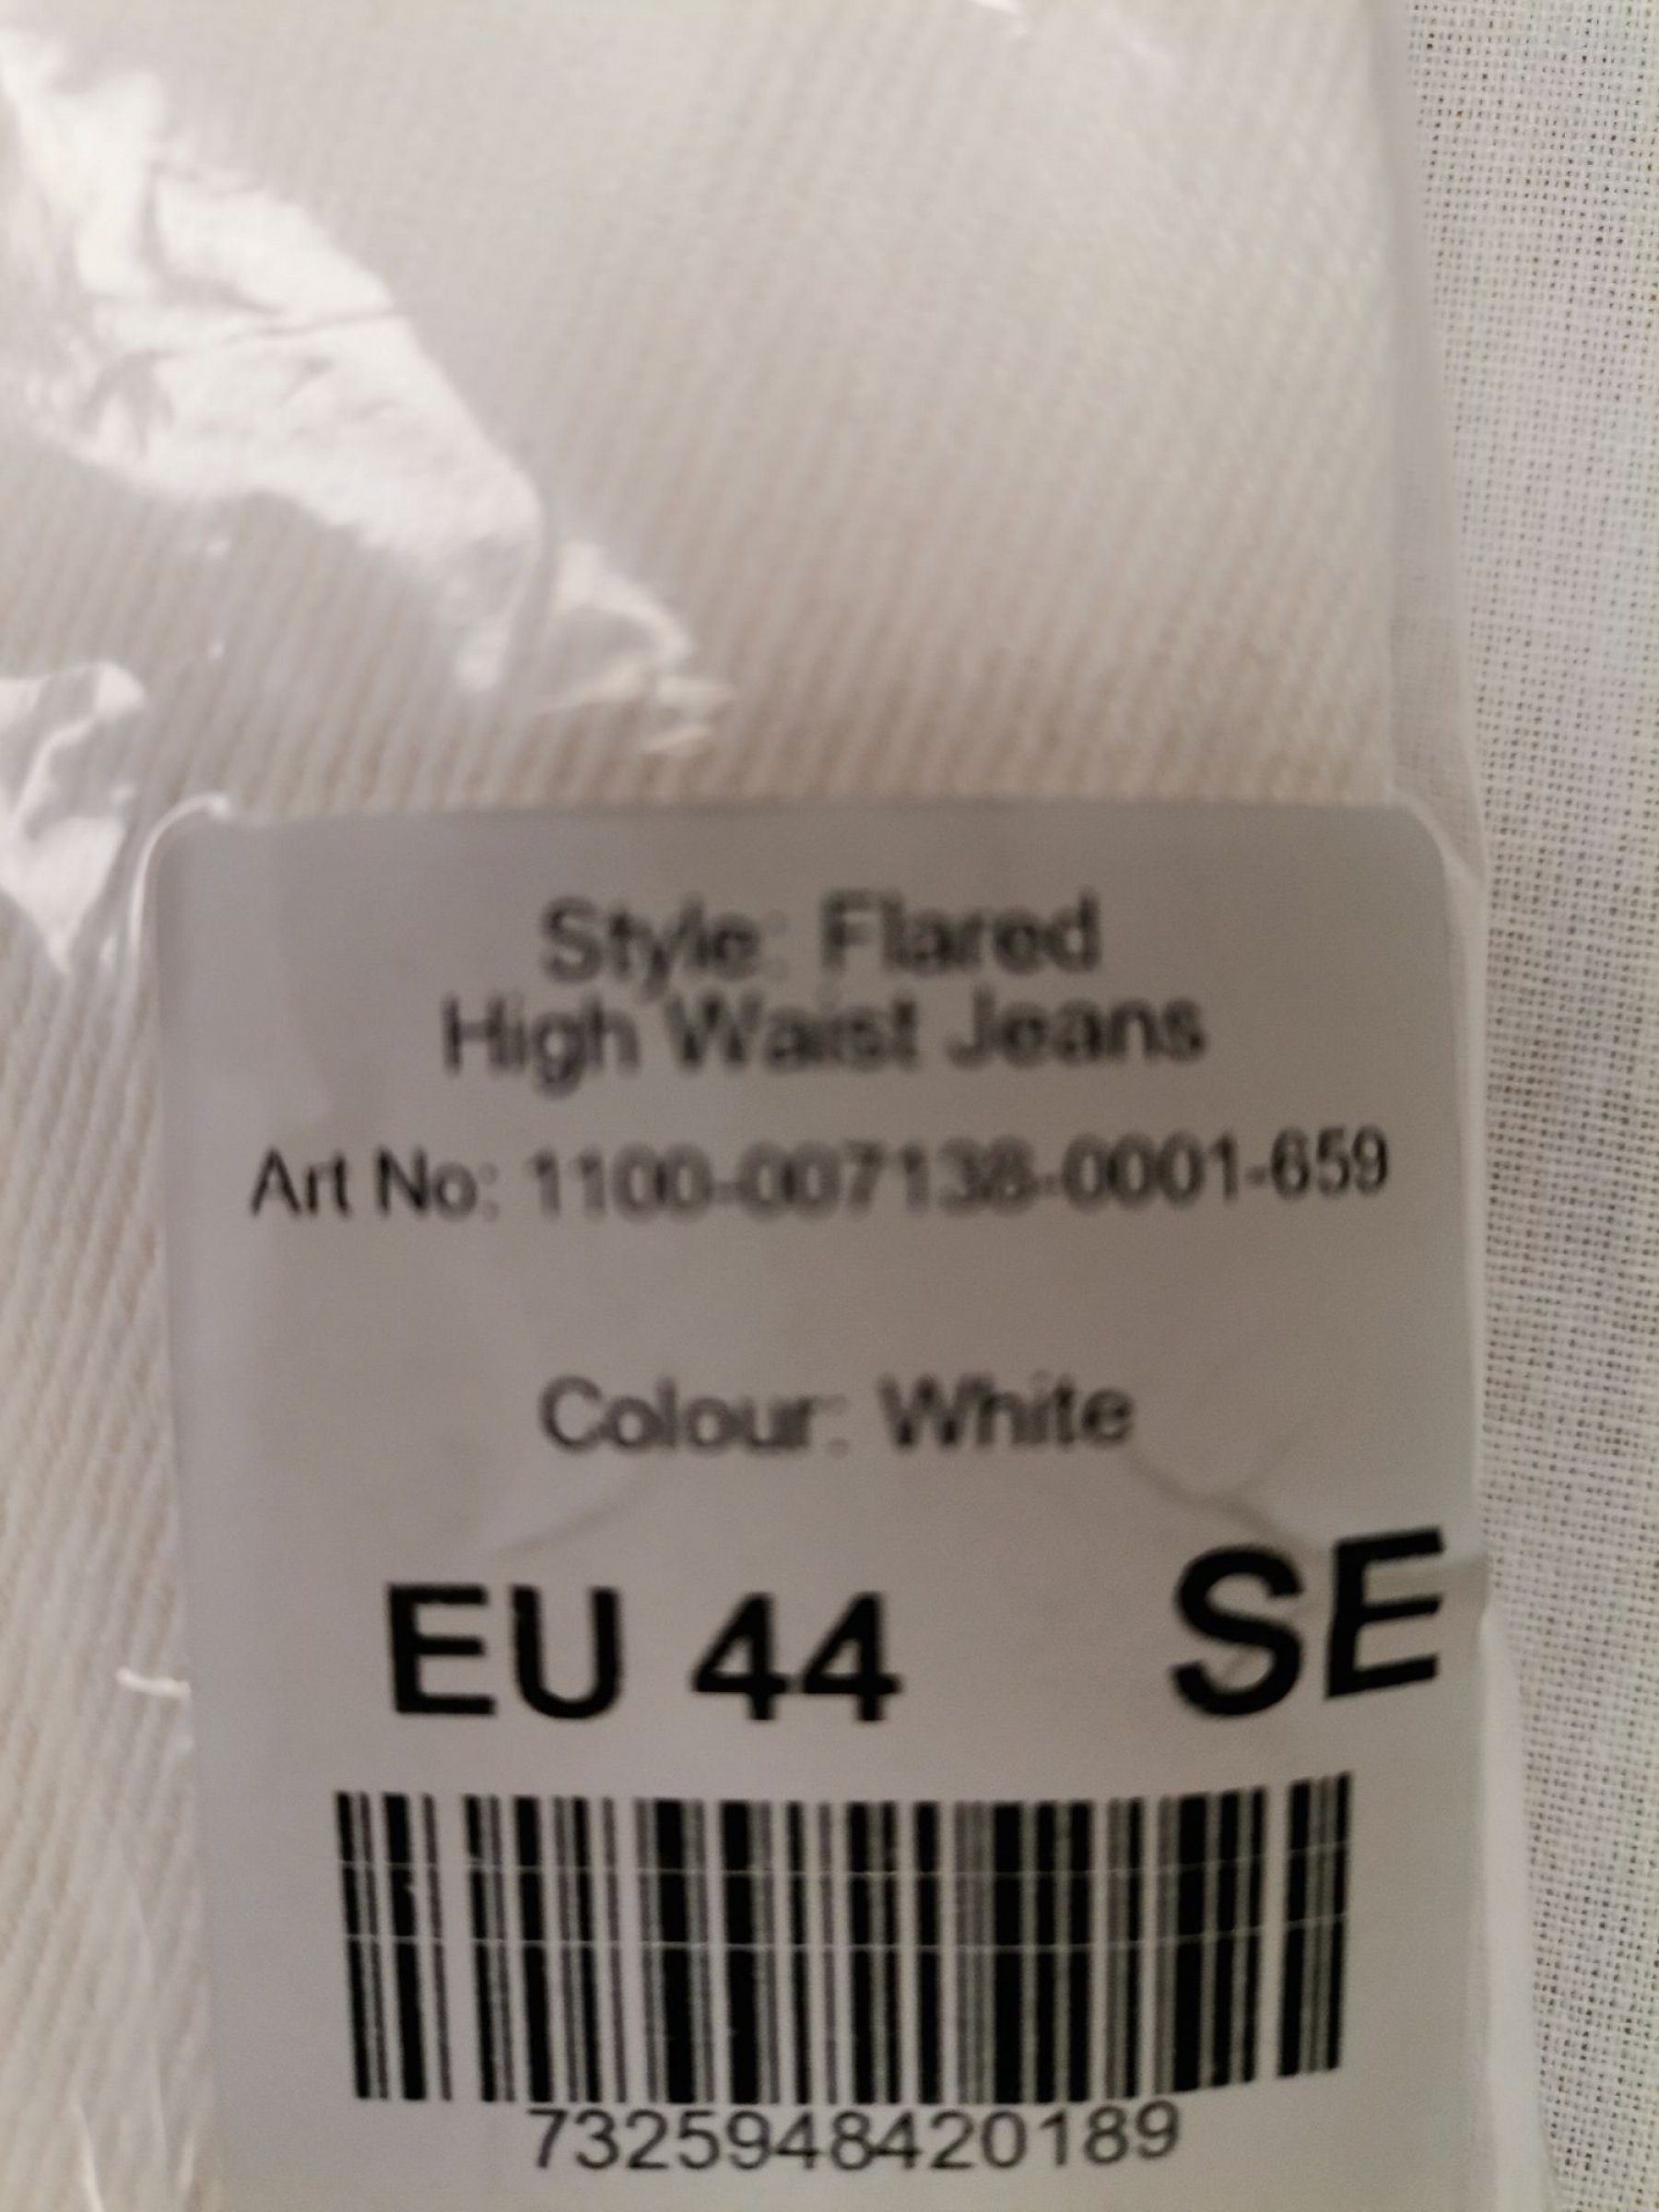 Style: Flared
High Waist Jeans
Art No: 1100-007138-0001-659
Colour: White
EU 44 SE
7325948420189